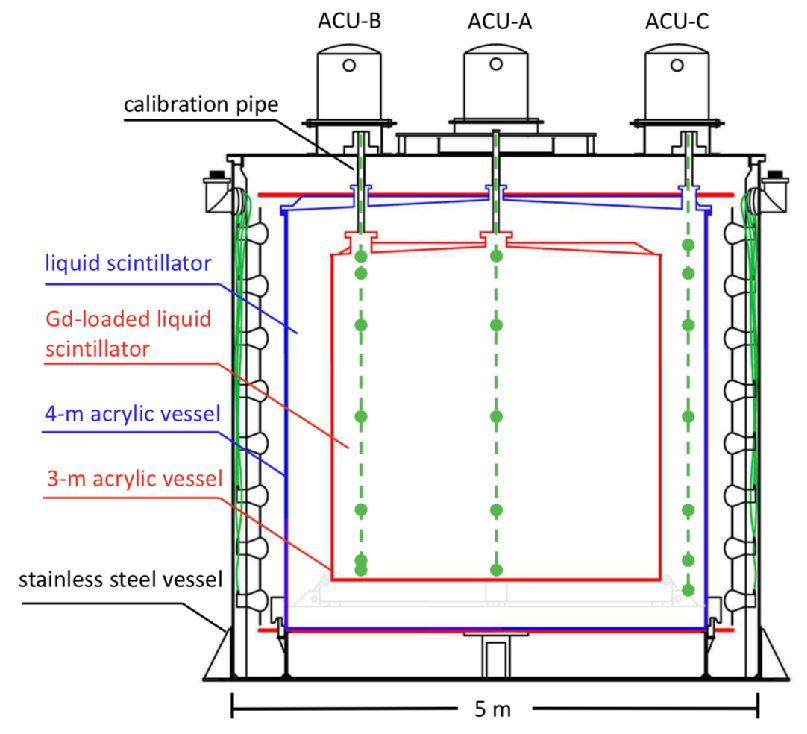 ACU-B
ACU-A
ACU-C
calibration pipe
liquid scintillator
Gd-loaded liquid
scintillator
4-m acrylic vessel
3-m acrylic vessel
stainless steel vessel
5 m